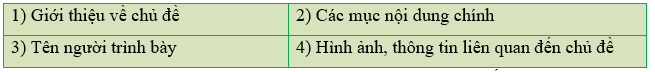 1) Giới thiệu về chủ đề 2) Các mục nội dung chính
3) Tên người trình bày 4) Hình ảnh, thông tin liên quan đến chủ đề